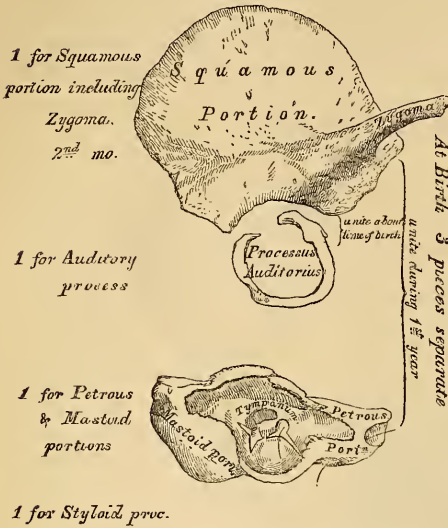 1 for Squamous
portion including
Zygoma.
2nd mo.
Squamous
Portion.
Zygoma
unite about
time of birth
Processus
Auditorius
1 for Auditory
process
At Birth 3 pieces separate
unite during 1st year
1 for Petrous
& Mastoid
portions
Tympanum
Petrous
Mastoid Portn
Portn
1 for Styloid proc.